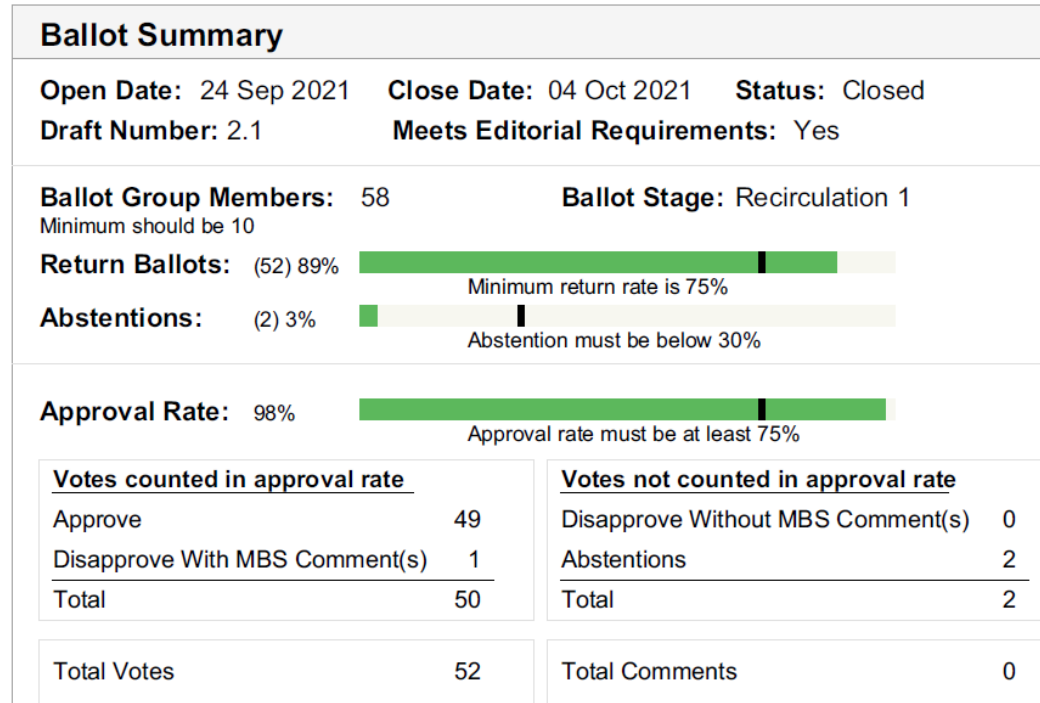 Ballot Summary
Open Date: 24 Sep 2021 Close Date: 04 Oct 2021 Status: Closed
Draft Number: 2.1 Meets Editorial Requirements: Yes
Ballot Group Members: 58 Ballot Stage: Recirculation 1
Minimum should be 10
Return Ballots: (52) 89%
Minimum return rate is 75%
Abstentions: (2) 3%
Abstention must be below 30%
Approval Rate: 98%
Approval rate must be at least 75%
Votes counted in approval rate
Approve 49
Disapprove With MBS Comment(s) 1
Total 50
Votes not counted in approval rate
Disapprove Without MBS Comment(s) 0
Abstentions 2
Total 2
Total Votes 52
Total Comments 0